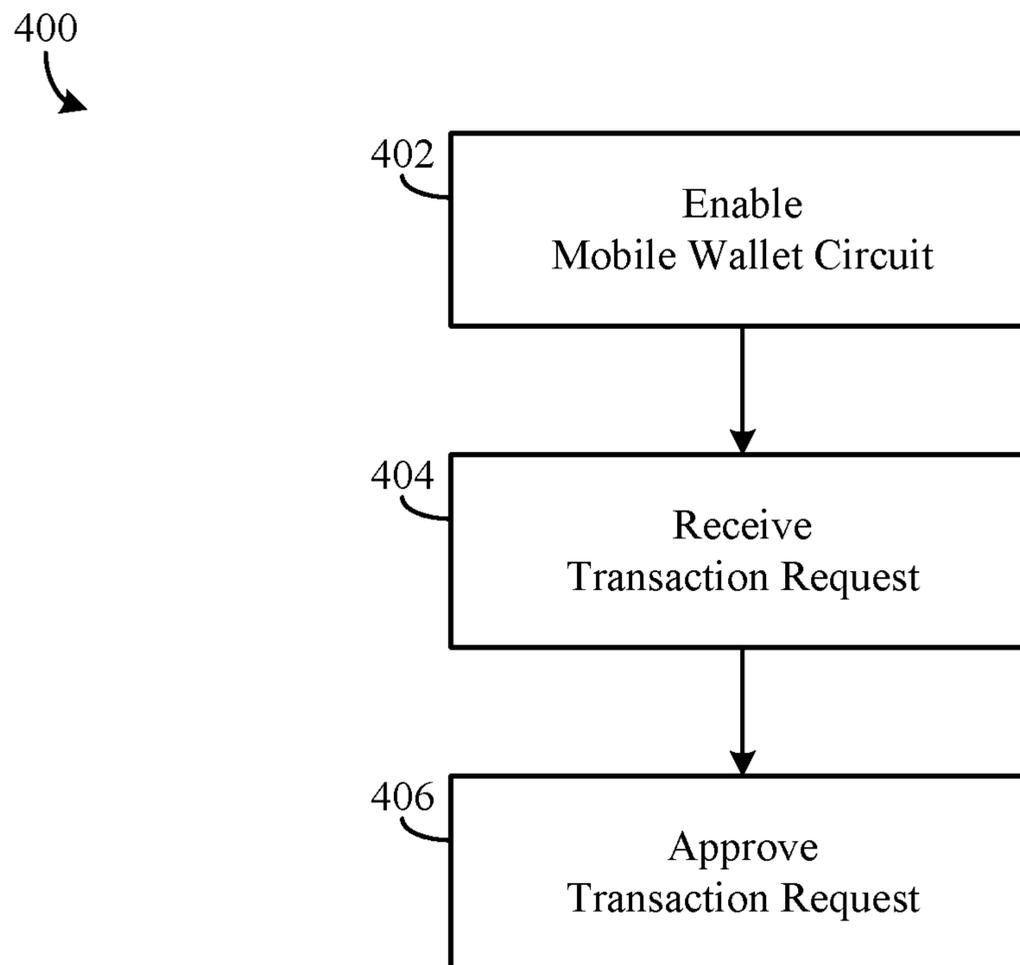 400
402
Enable
Mobile Wallet Circuit
404
Receive
Transaction Request
406
Approve
Transaction Request